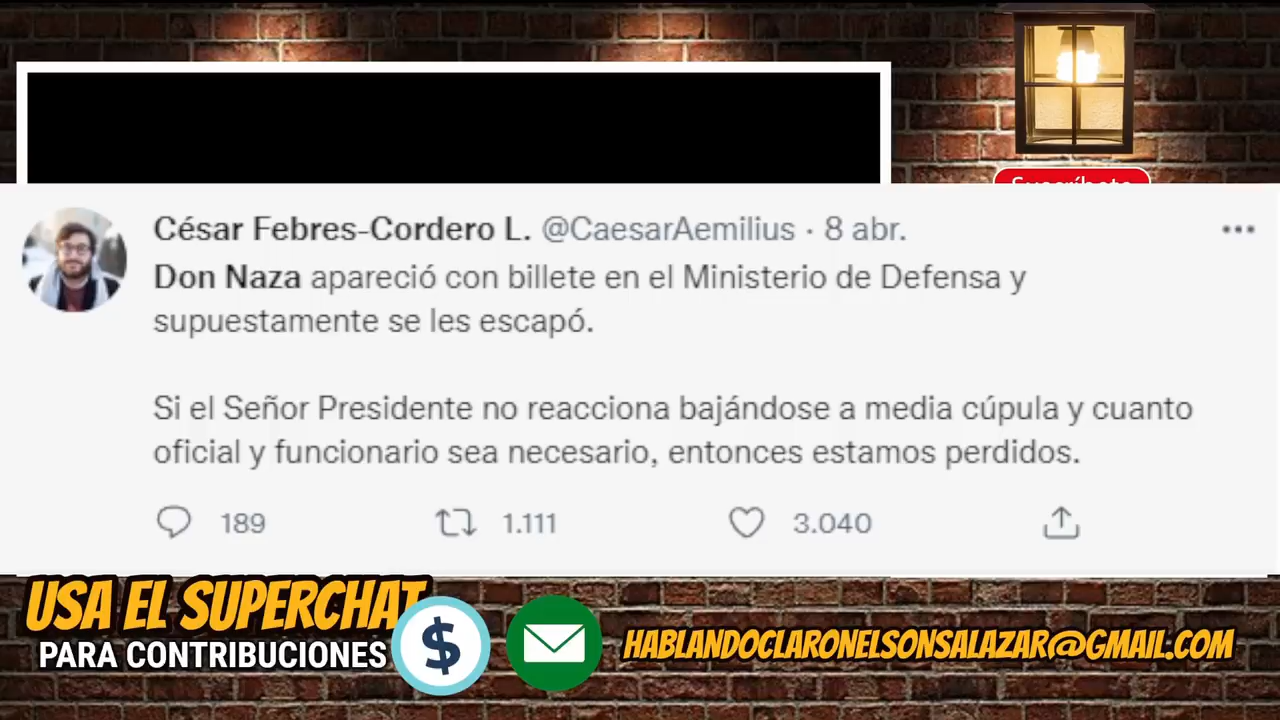 Suscríbete
César Febres-Cordero L. @CaesarAemilius · 8 abr.
Don Naza apareció con billete en el Ministerio de Defensa y
supuestamente se les escapó.
Si el Señor Presidente no reacciona bajándose a media cúpula y cuanto
oficial y funcionario sea necesario, entonces estamos perdidos.
189 1.111 3.040
USA EL SUPERCHAT
PARA CONTRIBUCIONES
$
HABLANDOCLARONELSONSALAZAR@GMAIL.COM